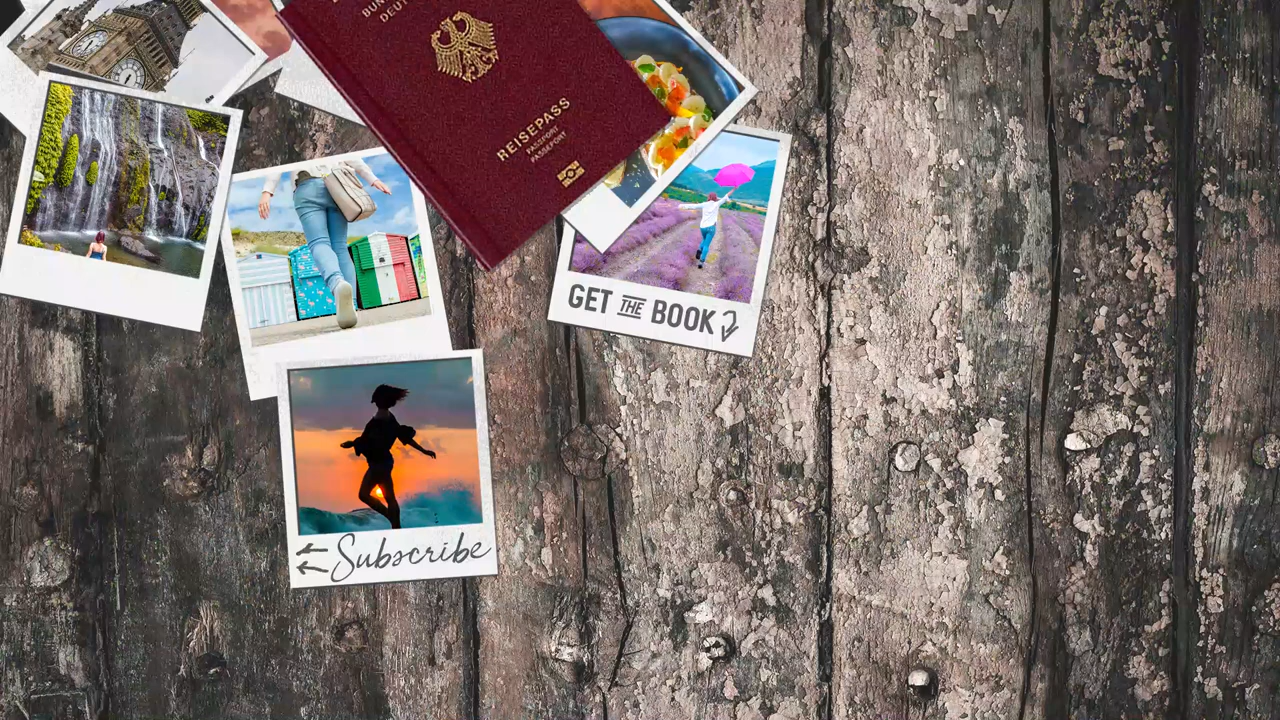 REISEPASS
PASSPORT
PASSEPORT
GET THE BOOK
Subscribe